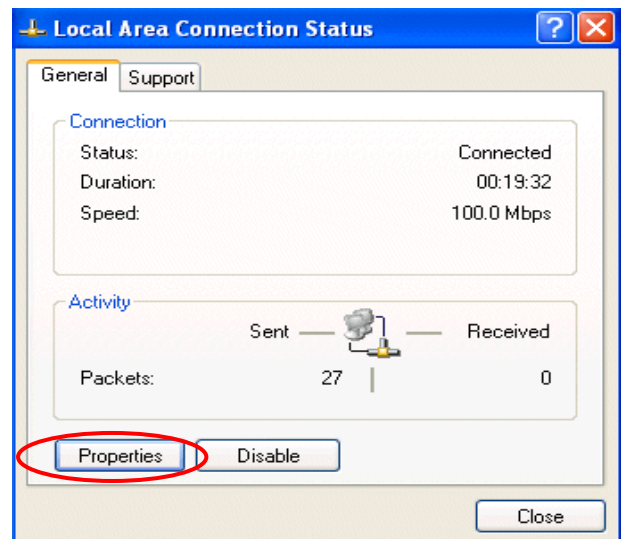 Local Area Connection Status ?
General Support
Connection
Status: Connected
Duration: 00:19:32
Speed: 100.0 Mbps
Activity
Sent Received
Packets: 27 0
Properties Disable
Close